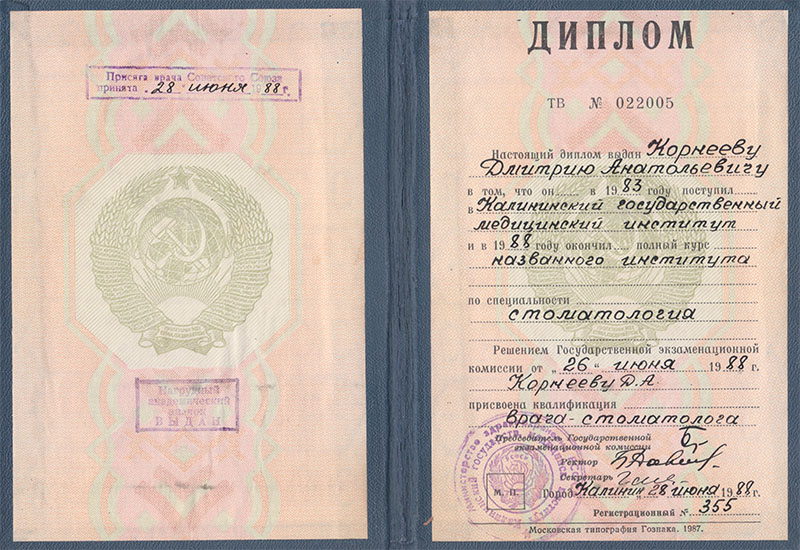 Присяга врача Советского Союза
принята „28" июня 1988 г.
Нагрудный
академический
значок
ВЫДАН
ДИПЛОМ
ТВ № 022005
Настоящий диплом выдан Корнееву
Дмитрию Анатольевичу
в том, что он в 1983 году поступил
в Калининский государственный
медицинский институт
и в 1988 году окончил полный курс
названного института
по специальности
стоматология
Решением Государственной экзаменационной
комиссии от „26“ июня 1988 г.
Корнееву Д.А.
присвоена квалификация
врача-стоматолога
Председатель Государственной
экзаменационной комиссии
Ректор
Секретарь
М. П.
Город Калинин, 28 июня 1988 г.
Регистрационный № 355
Московская типография Гознака. 1987.